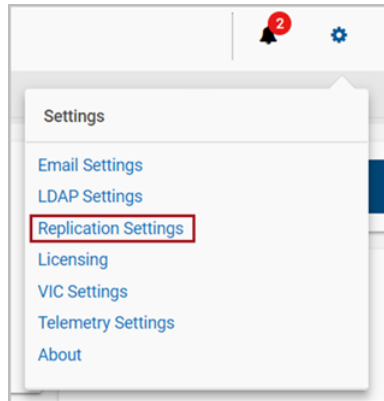 2
Settings
Email Settings
LDAP Settings
Replication Settings
Licensing
VIC Settings
Telemetry Settings
About